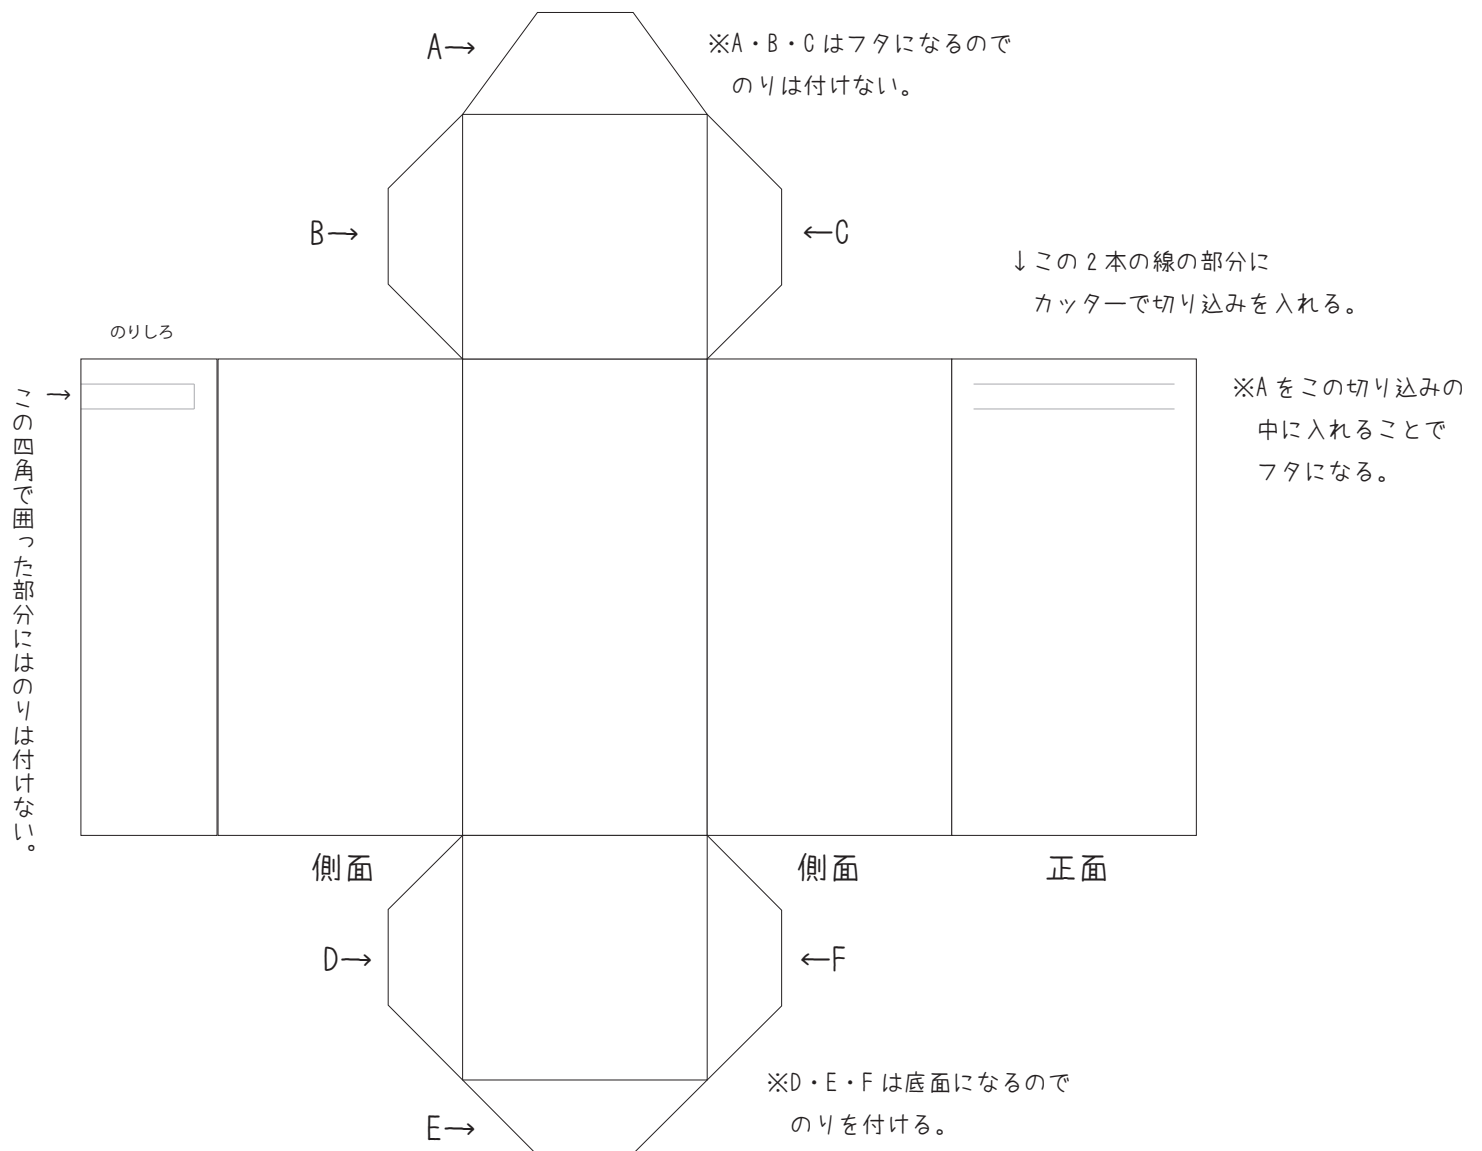 A→
※A・B・Cはフタになるので
のりは付けない。
B→
←C
↓この2本の線の部分に
カッターで切り込みを入れる。
のりしろ
→
この四角で囲った部分にはのりは付けない。
※Aをこの切り込みの
中に入れることで
フタになる。
側面
側面
正面
D→
←F
※D・E・Fは底面になるので
のりを付ける。
E→